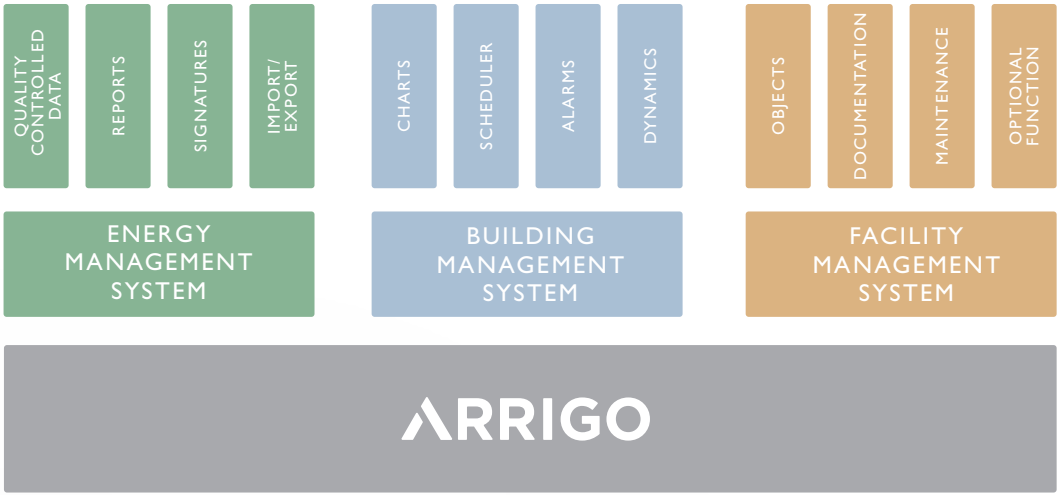 QUALITY
CONTROLLED
DATA
REPORTS
SIGNATURES
IMPORT/
EXPORT
CHARTS
SCHEDULER
ALARMS
DYNAMICS
OBJECTS
DOCUMENTATION
MAINTENANCE
OPTIONAL
FUNCTION
ENERGY
MANAGEMENT
SYSTEM
BUILDING
MANAGEMENT
SYSTEM
FACILITY
MANAGEMENT
SYSTEM
ARRIGO